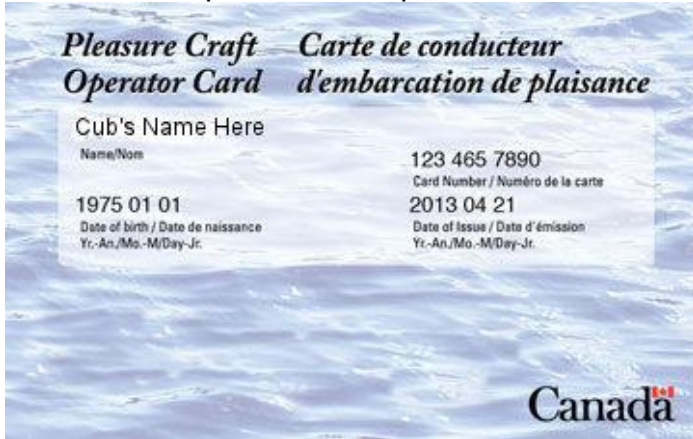 Pleasure Craft Carte de conducteur
Operator Card d'embarcation de plaisance
Cub's Name Here
Name/Nom
123 465 7890
Card Number / Numéro de la carte
1975 01 01
2013 04 21
Date of birth / Date de naissance
Date of Issue / Date d'émission
Yr.-An./Mo.-M/Day-Jr.
Yr.-An./Mo.-M/Day-Jr.
Canada